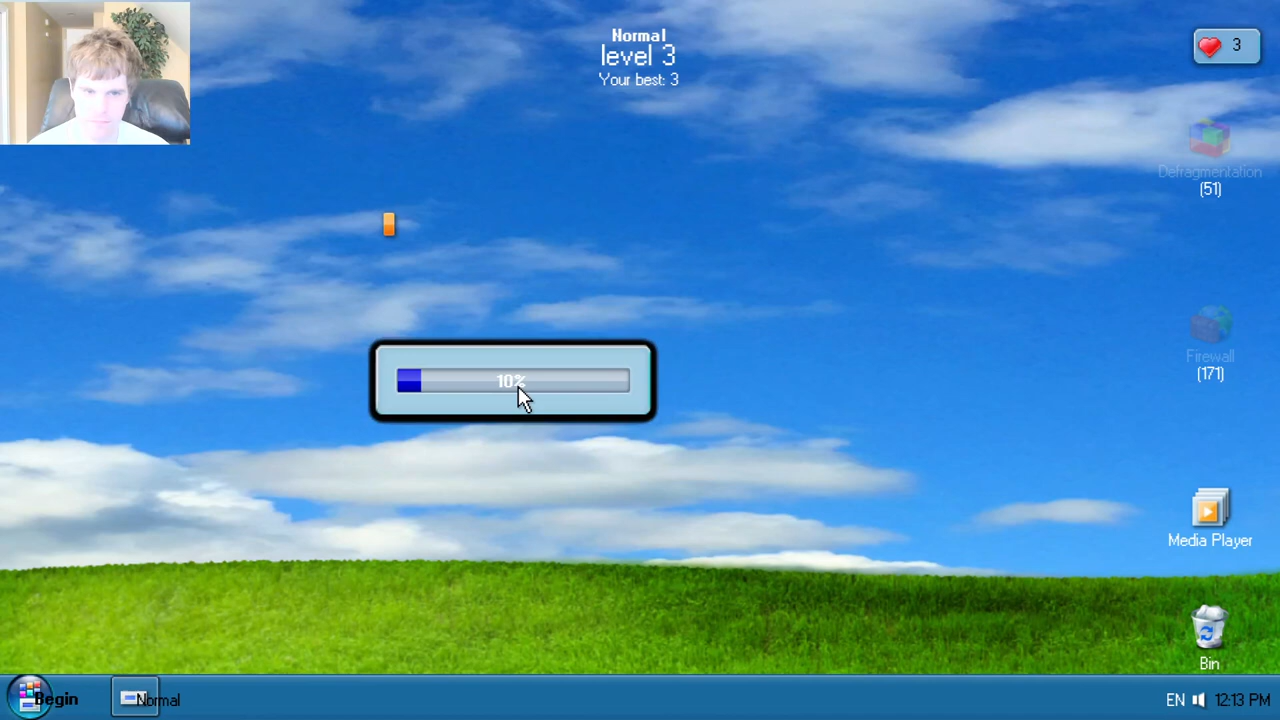 Normal
level 3
Your best: 3
3
Defragmentation
(51)
Firewall
(171)
10%
Media Player
Bin
Begin
Normal
EN
12:13 PM